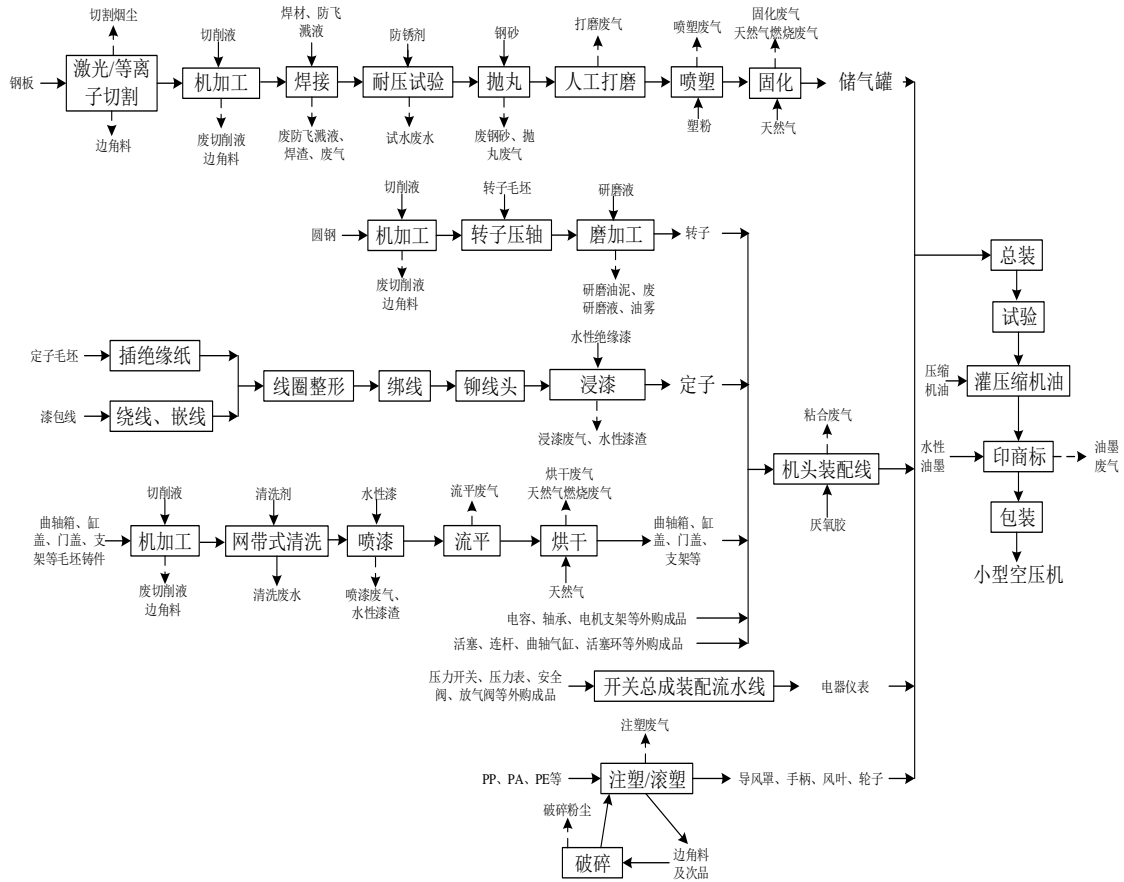 切割烟尘
切削液
焊材、防飞
溅液
防锈剂
钢砂
打磨废气
喷塑废气
固化废气
天然气燃烧废气
钢板
激光/等离
子切割
机加工
焊接
耐压试验
抛丸
人工打磨
喷塑
固化
储气罐
边角料
废切削液
边角料
废防飞溅液、
焊渣、废气
试水废水
废钢砂、抛
丸废气
塑粉
天然气
切削液
转子毛坯
研磨液
圆钢
机加工
转子压轴
磨加工
转子
废切削液
边角料
研磨油泥、废
研磨液、油雾
总装
试验
压缩
机油
灌压缩机油
水性
油墨
印商标
油墨
废气
包装
小型空压机
水性绝缘漆
定子毛坯
插绝缘纸
漆包线
绕线、嵌线
线圈整形
绑线
铆线头
浸漆
定子
浸漆废气、水性漆渣
粘合废气
机头装配线
厌氧胶
切削液
清洗剂
水性漆
流平废气
烘干废气
天然气燃烧废气
曲轴箱、缸
盖、门盖、支
架等毛坯铸件
机加工
网带式清洗
喷漆
流平
烘干
曲轴箱、缸
盖、门盖、
支架等
废切削液
边角料
清洗废水
喷漆废气、
水性漆渣
天然气
电容、轴承、电机支架等外购成品
活塞、连杆、曲轴气缸、活塞环等外购成品
压力开关、压力表、安全
阀、放气阀等外购成品
开关总成装配流水线
电器仪表
注塑废气
PP、PA、PE等
注塑/滚塑
导风罩、手柄、风叶、轮子
破碎粉尘
破碎
边角料
及次品